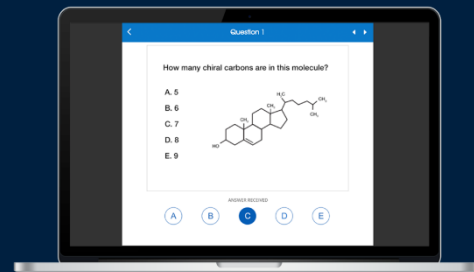 Question 1
How many chiral carbons are in this molecule?
A. 5
B. 6
C. 7
D. 8
E. 9
H₃C
CH₃
CH₃
CH₃
CH₃
HO
ANSWER RECEIVED
A B C D E